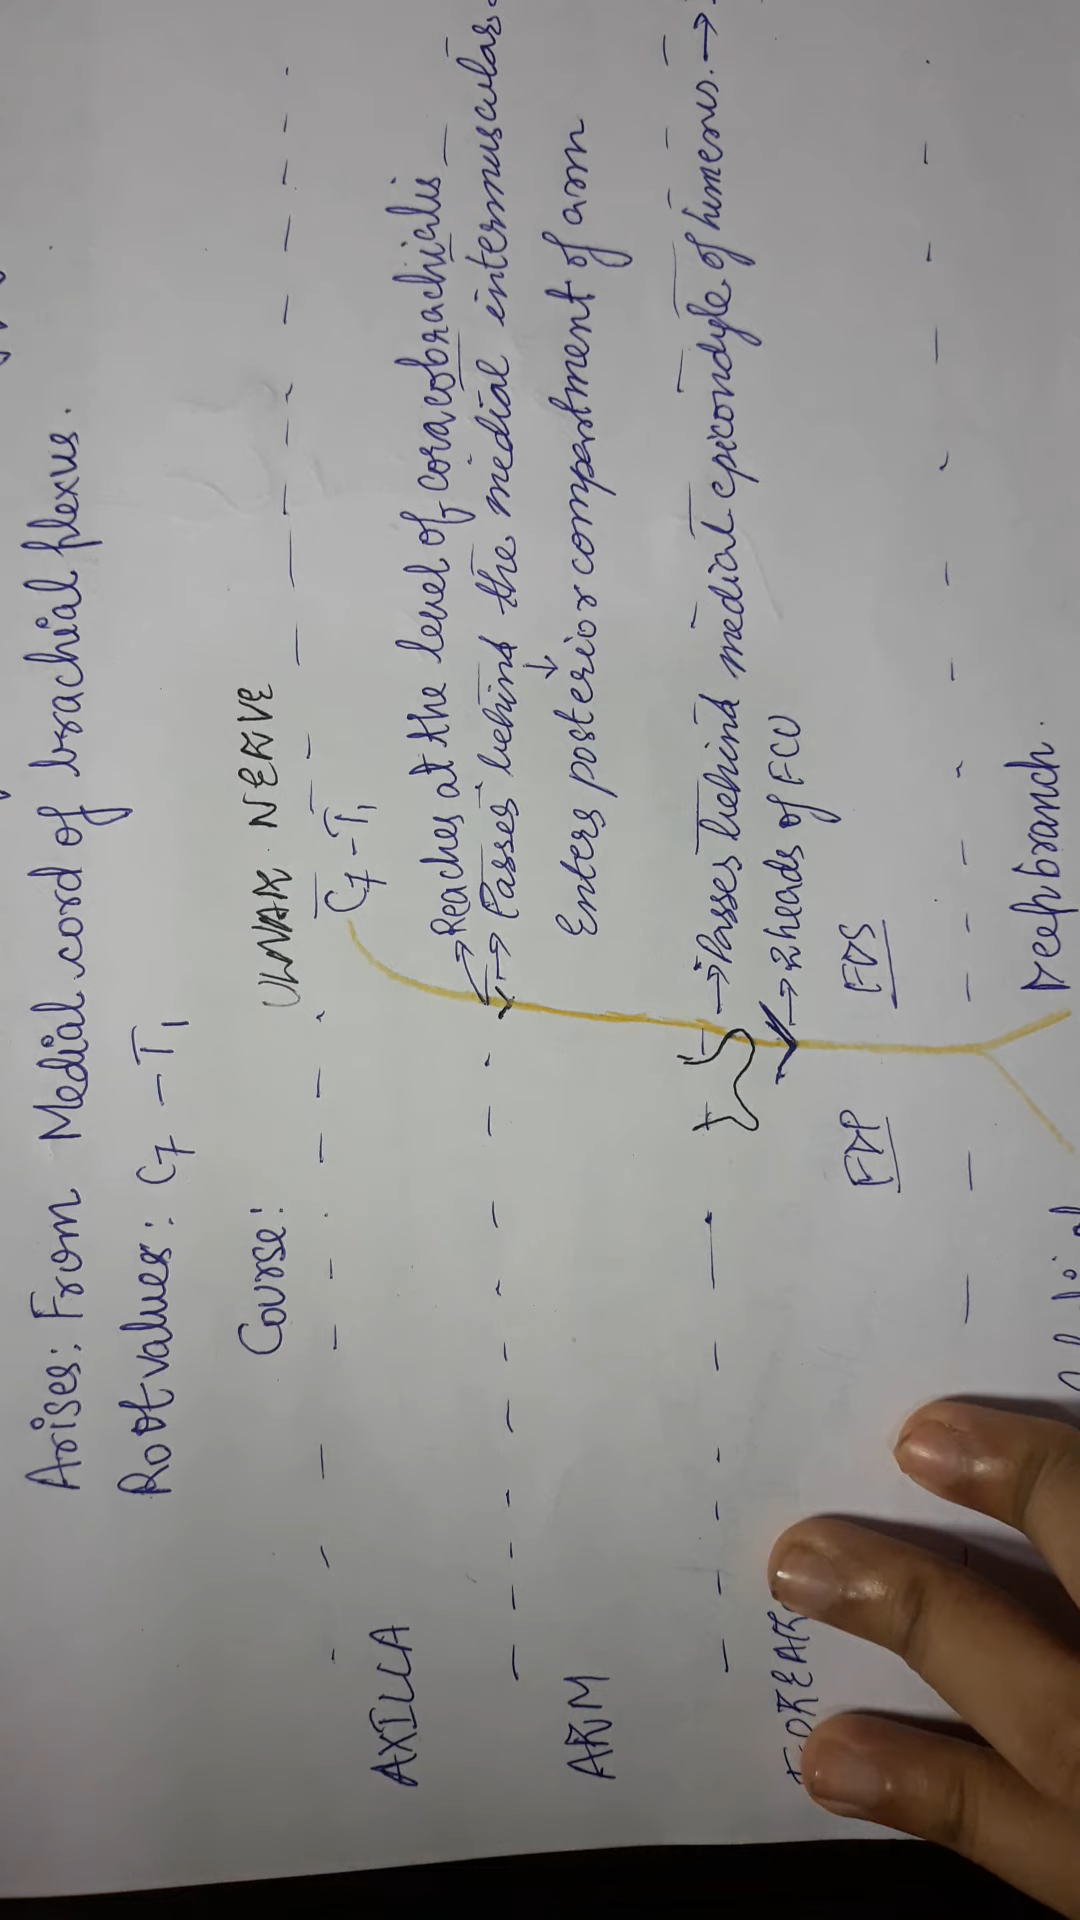 Arises: From Medial cord of brachial plexus.
Root values: C7 - T1
Course:
ULNAR NERVE
C7 - T1
AXILLA
→ Reaches at the level of coracobrachialis
→ Passes behind the medial intermuscular
↓
Enters posterior compartment of arm
ARM
→ Passes behind medial epicondyle of humerus. →
→ 2 heads of FCU
FDP
FDS
FOREAR
Deep branch.